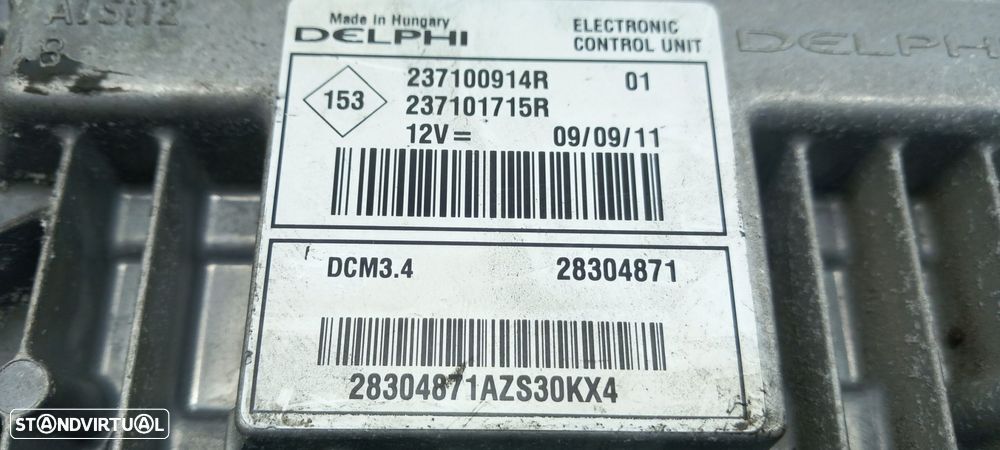 AlSi12
B
Made in Hungary
DELPHI
ELECTRONIC
CONTROL UNIT
DELPHI
153
237100914R 01
237101715R
12V= 09/09/11
DCM3.4 28304871
28304871AZS30KX4
STANDVIRTUAL